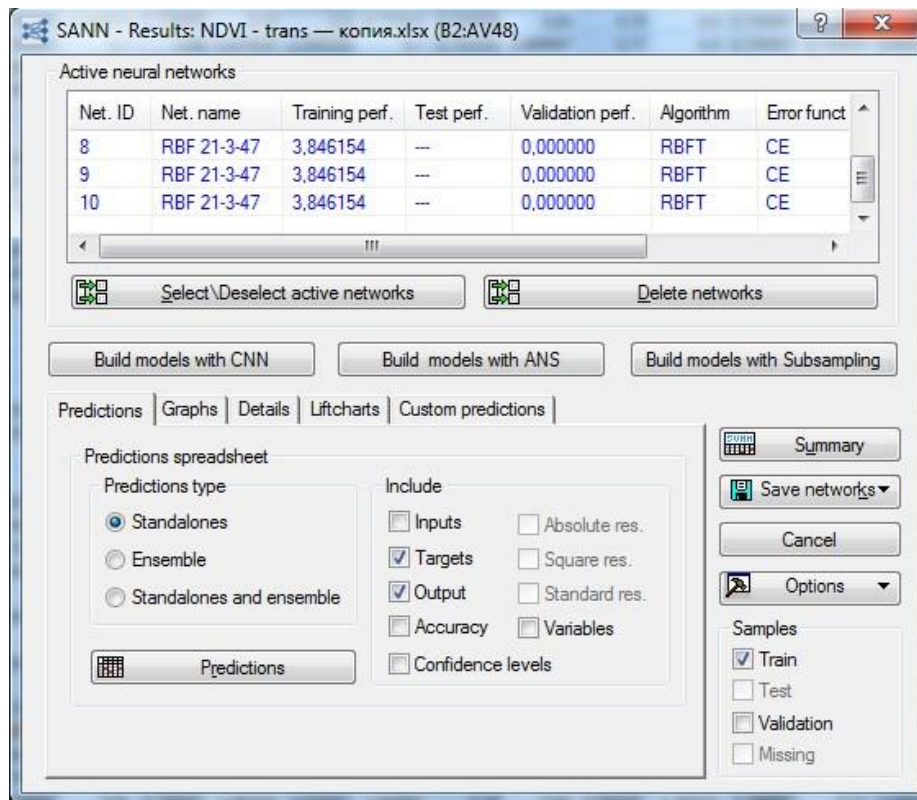 SANN - Results: NDVI - trans — копия.xlsx (B2:AV48)
Active neural networks
Net. ID Net. name Training perf. Test perf. Validation perf. Algorithm Error funct
8 RBF 21-3-47 3,846154 --- 0,000000 RBFT CE
9 RBF 21-3-47 3,846154 --- 0,000000 RBFT CE
10 RBF 21-3-47 3,846154 --- 0,000000 RBFT CE
Select\Deselect active networks Delete networks
Build models with CNN Build models with ANS Build models with Subsampling
Predictions Graphs Details Liftcharts Custom predictions
Predictions spreadsheet
Predictions type
Standalones
Ensemble
Standalones and ensemble
Predictions
Include
Inputs Absolute res.
Targets Square res.
Output Standard res.
Accuracy Variables
Confidence levels
Summary
Save networks
Cancel
Options
Samples
Train
Test
Validation
Missing